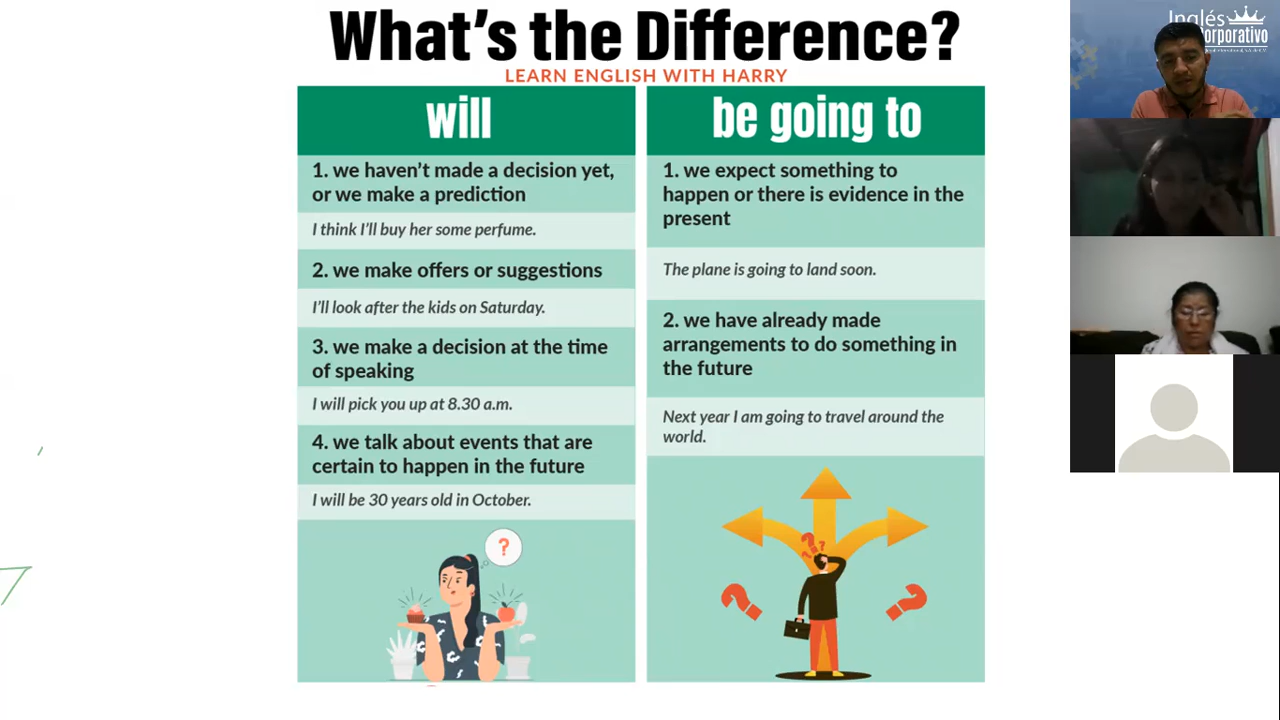 What's the Difference?
LEARN ENGLISH WITH HARRY
will
1. we haven't made a decision yet,
or we make a prediction
I think I'll buy her some perfume.
2. we make offers or suggestions
I'll look after the kids on Saturday.
3. we make a decision at the time
of speaking
I will pick you up at 8.30 a.m.
4. we talk about events that are
certain to happen in the future
I will be 30 years old in October.
?
be going to
1. we expect something to
happen or there is evidence in the
present
The plane is going to land soon.
2. we have already made
arrangements to do something in
the future
Next year I am going to travel around the
world.
? ? ?
? ?
Inglés
orporativo